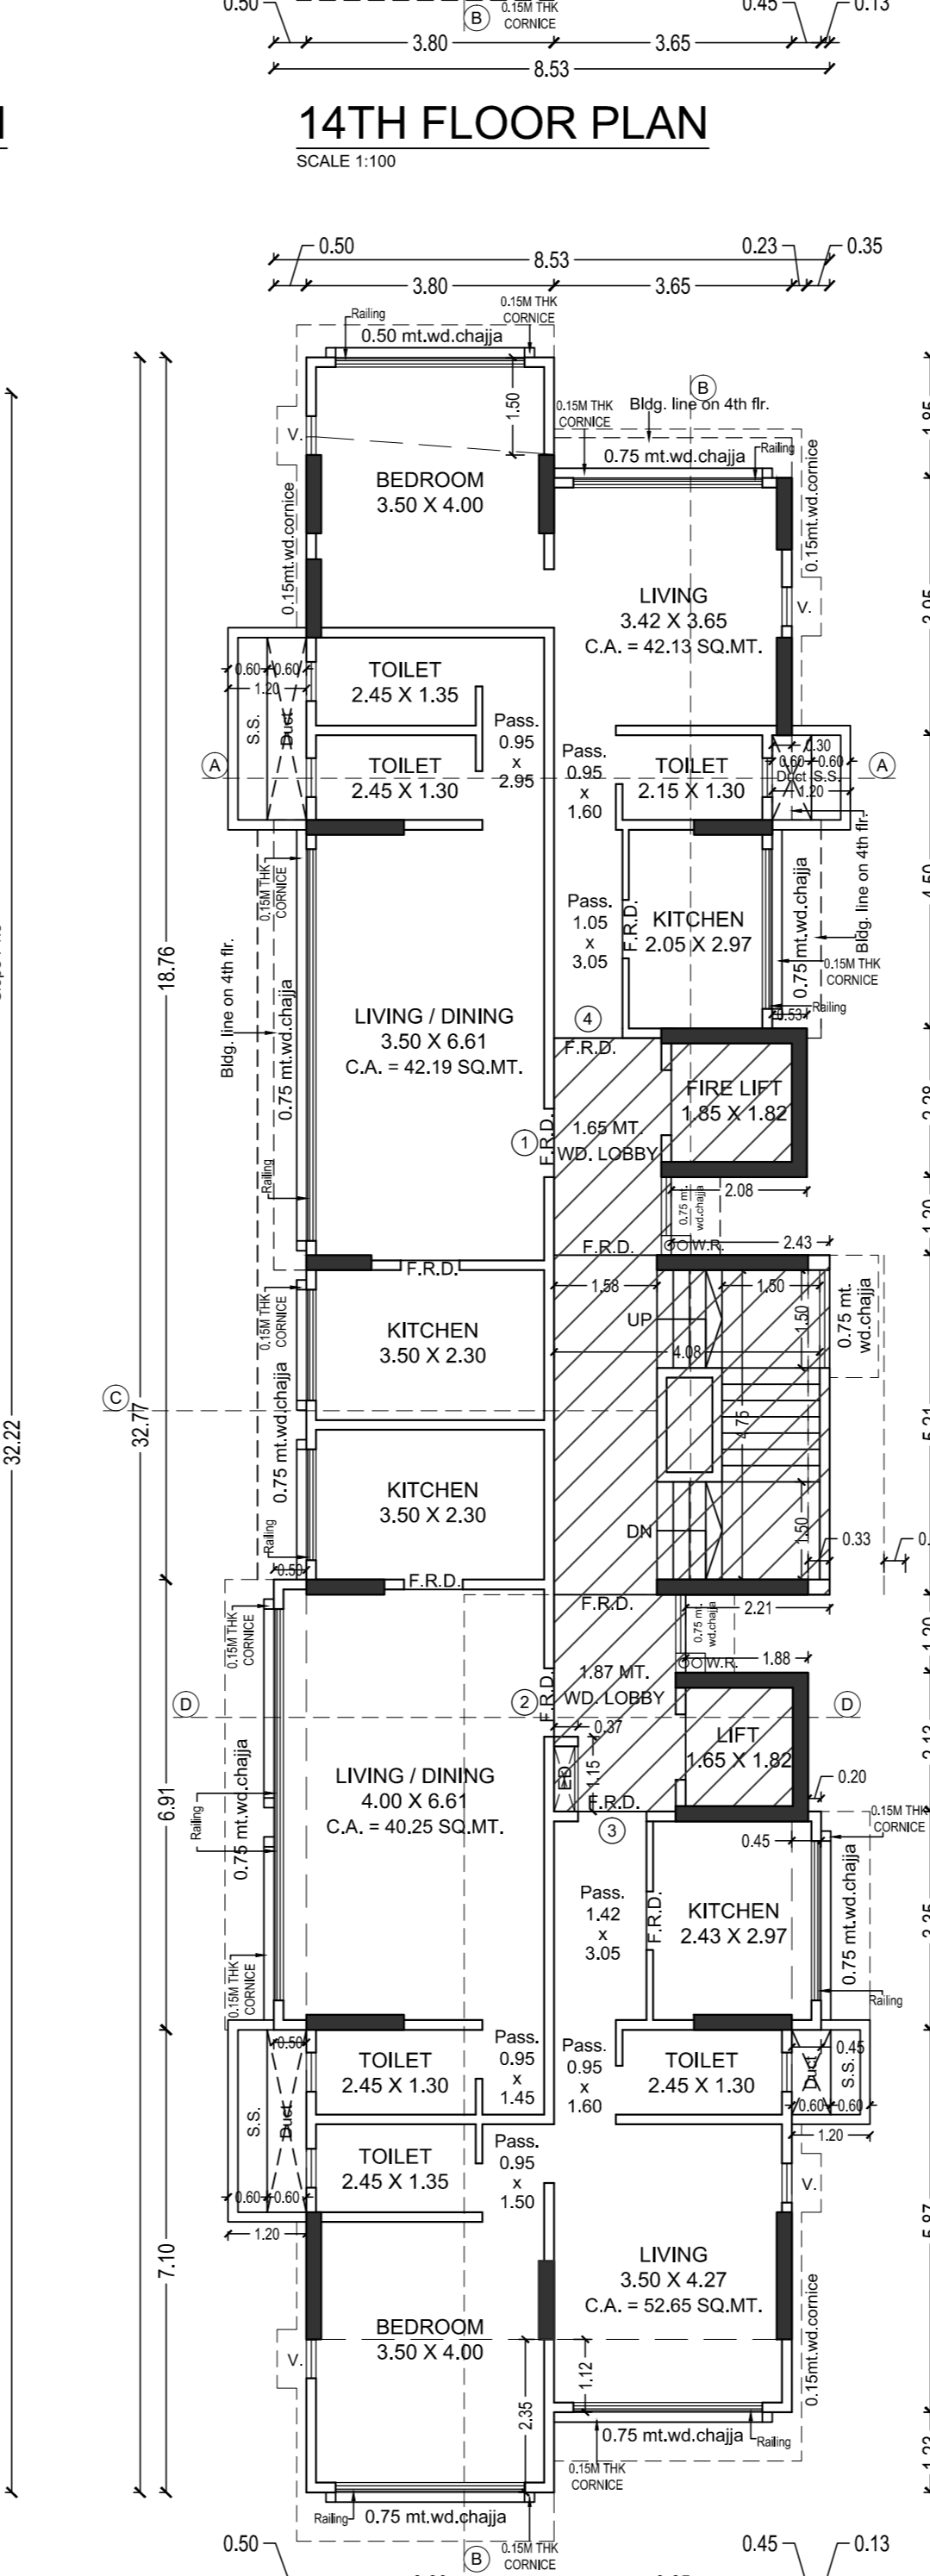 0.50
B
0.15M THK
CORNICE
0.45
0.13
3.80
3.65
8.53
14TH FLOOR PLAN
SCALE 1:100
0.50
8.53
0.23
0.35
3.80
3.65
Railing
0.15M THK
CORNICE
0.50 mt.wd.chajja
1.50
B
0.15M THK
CORNICE
Bldg. line on 4th flr.
V.
0.75 mt.wd.chajja
Railing
BEDROOM
3.50 X 4.00
0.15mt.wd.cornice
0.15mt.wd.cornice
LIVING
3.42 X 3.65
C.A. = 42.13 SQ.MT.
V.
TOILET
2.45 X 1.35
0.60
0.60
1.20
S.S.
Duct
Pass.
0.95
x
2.95
Pass.
0.95
x
1.60
A
TOILET
2.45 X 1.30
TOILET
2.15 X 1.30
0.30
0.60
0.60
Duct
S.S.
1.20
A
0.15M THK
CORNICE
Pass.
1.05
x
3.05
F.R.D.
KITCHEN
2.05 X 2.97
0.75 mt.wd.chajja
Bldg. line on 4th flr.
0.15M THK
CORNICE
Railing
0.53
18.76
Bldg. line on 4th flr.
0.75 mt.wd.chajja
LIVING / DINING
3.50 X 6.61
C.A. = 42.19 SQ.MT.
4
F.R.D.
FIRE LIFT
1.85 X 1.82
1
F.R.D.
1.65 MT.
WD. LOBBY
Railing
2.08
0.75 mt.
wd.chajja
F.R.D.
W.R.
2.43
F.R.D.
0.15M THK
CORNICE
1.58
1.50
1.50
0.75 mt.
wd.chajja
KITCHEN
3.50 X 2.30
UP
4.08
C
32.22
32.77
0.75 mt.wd.chajja
4.75
KITCHEN
3.50 X 2.30
DN
1.50
0.33
0.
Railing
0.50
F.R.D.
F.R.D.
2.21
0.15M THK
CORNICE
0.75 mt.
wd.chajja
W.R.
1.88
1.87 MT.
WD. LOBBY
D
2
F.R.D.
D
0.37
LIFT
1.65 X 1.82
ED
1.15
LIVING / DINING
4.00 X 6.61
C.A. = 40.25 SQ.MT.
F.R.D.
3
0.20
0.15M THK
CORNICE
6.91
Railing
0.75 mt.wd.chajja
0.45
Pass.
1.42
x
3.05
F.R.D.
KITCHEN
2.43 X 2.97
0.75 mt.wd.chajja
Railing
0.15M THK
CORNICE
0.50
TOILET
2.45 X 1.30
Pass.
0.95
x
1.45
Pass.
0.95
x
1.60
TOILET
2.45 X 1.30
Duct
0.45
S.S.
0.60
0.60
1.20
S.S.
Duct
TOILET
2.45 X 1.35
Pass.
0.95
x
1.50
V.
0.60
0.60
1.20
7.10
LIVING
3.50 X 4.27
C.A. = 52.65 SQ.MT.
0.15mt.wd.cornice
BEDROOM
3.50 X 4.00
V.
1.12
2.35
0.75 mt.wd.chajja
Railing
0.15M THK
CORNICE
Railing
0.75 mt.wd.chajja
0.50
B
0.15M THK
CORNICE
0.45
0.13